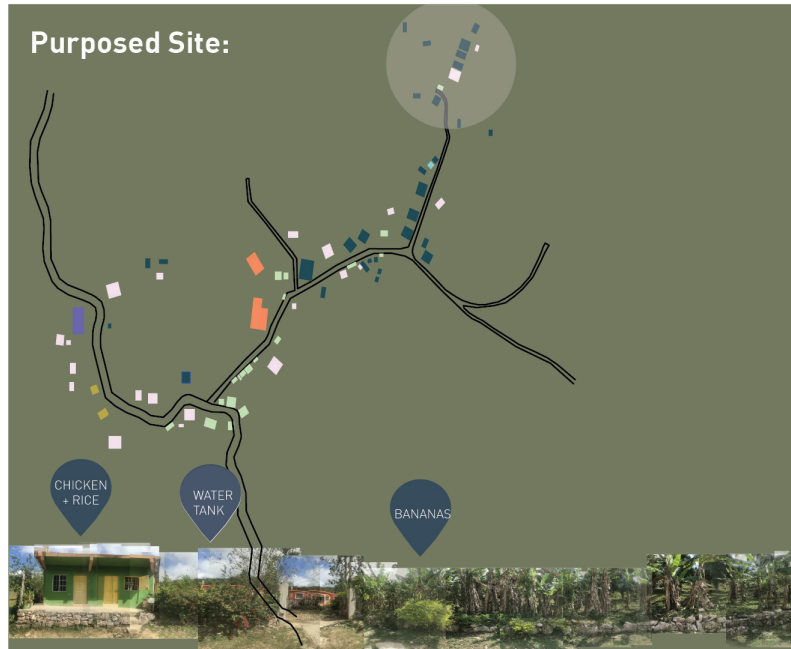 Purposed Site:
CHICKEN
+ RICE
WATER
TANK
BANANAS